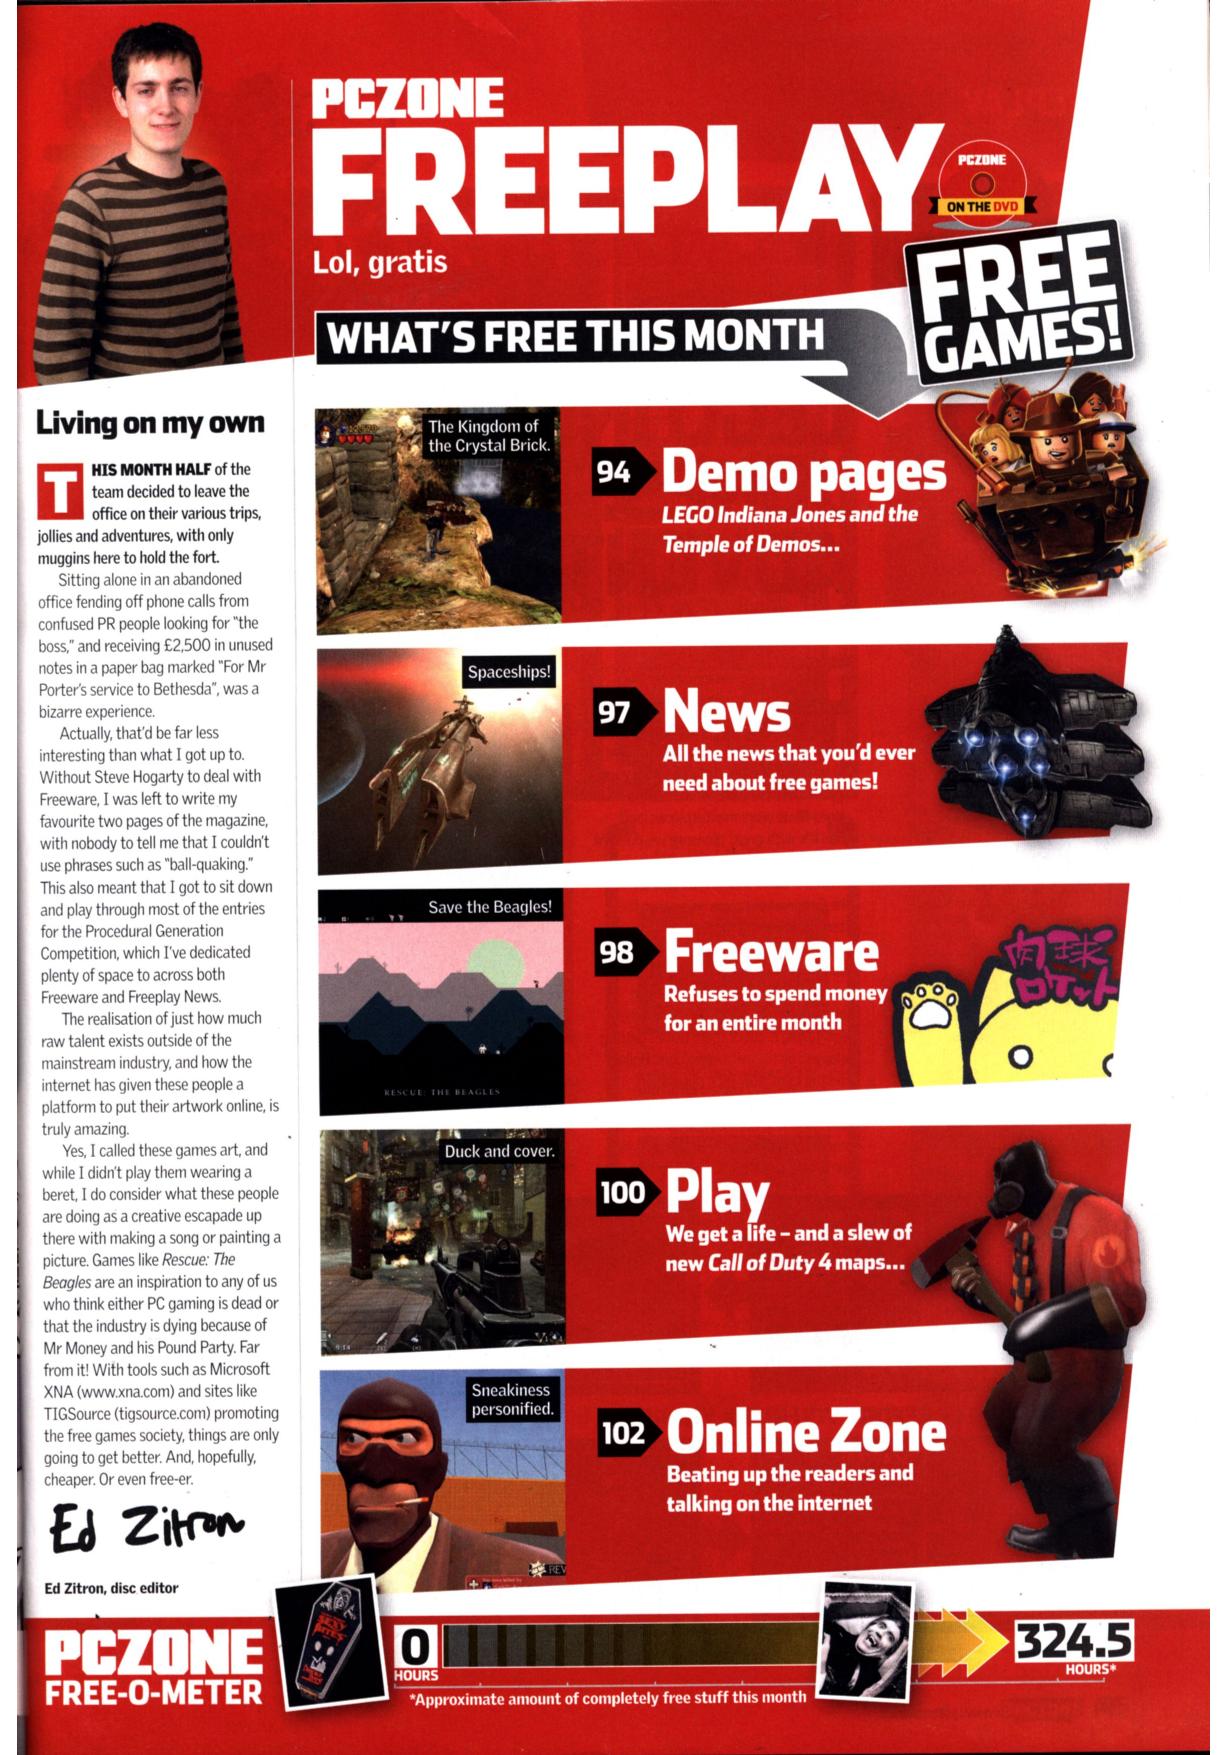 PCZONE
FREEPLAY
Lol, gratis
PCZONE
ON THE DVD
FREE
GAMES!
WHAT'S FREE THIS MONTH
Living on my own
THIS MONTH HALF of the
team decided to leave the
office on their various trips,
jollies and adventures, with only
muggins here to hold the fort.
Sitting alone in an abandoned
office fending off phone calls from
confused PR people looking for "the
boss," and receiving £2,500 in unused
notes in a paper bag marked "For Mr
Porter's service to Bethesda", was a
bizarre experience.
Actually, that'd be far less
interesting than what I got up to.
Without Steve Hogarty to deal with
Freeware, I was left to write my
favourite two pages of the magazine,
with nobody to tell me that I couldn't
use phrases such as "ball-quaking."
This also meant that I got to sit down
and play through most of the entries
for the Procedural Generation
Competition, which I've dedicated
plenty of space to across both
Freeware and Freeplay News.
The realisation of just how much
raw talent exists outside of the
mainstream industry, and how the
internet has given these people a
platform to put their artwork online, is
truly amazing.
Yes, I called these games art, and
while I didn't play them wearing a
beret, I do consider what these people
are doing as a creative escapade up
there with making a song or painting a
picture. Games like Rescue: The
Beagles are an inspiration to any of us
who think either PC gaming is dead or
that the industry is dying because of
Mr Money and his Pound Party. Far
from it! With tools such as Microsoft
XNA (www.xna.com) and sites like
TIGSource (tigsource.com) promoting
the free games society, things are only
going to get better. And, hopefully,
cheaper. Or even free-er.
Ed Zitron
Ed Zitron, disc editor
The Kingdom of
the Crystal Brick.
94
Demo pages
LEGO Indiana Jones and the
Temple of Demos...
Spaceships!
97
News
All the news that you'd ever
need about free games!
Save the Beagles!
RESCUE: THE BEAGLES
98
Freeware
Refuses to spend money
for an entire month
肉球
ロケット
Duck and cover.
100
Play
We get a life – and a slew of
new Call of Duty 4 maps...
Sneakiness
personified.
REV
102
Online Zone
Beating up the readers and
talking on the internet
PCZONE
FREE-O-METER
0
HOURS
324.5
HOURS*
*Approximate amount of completely free stuff this month